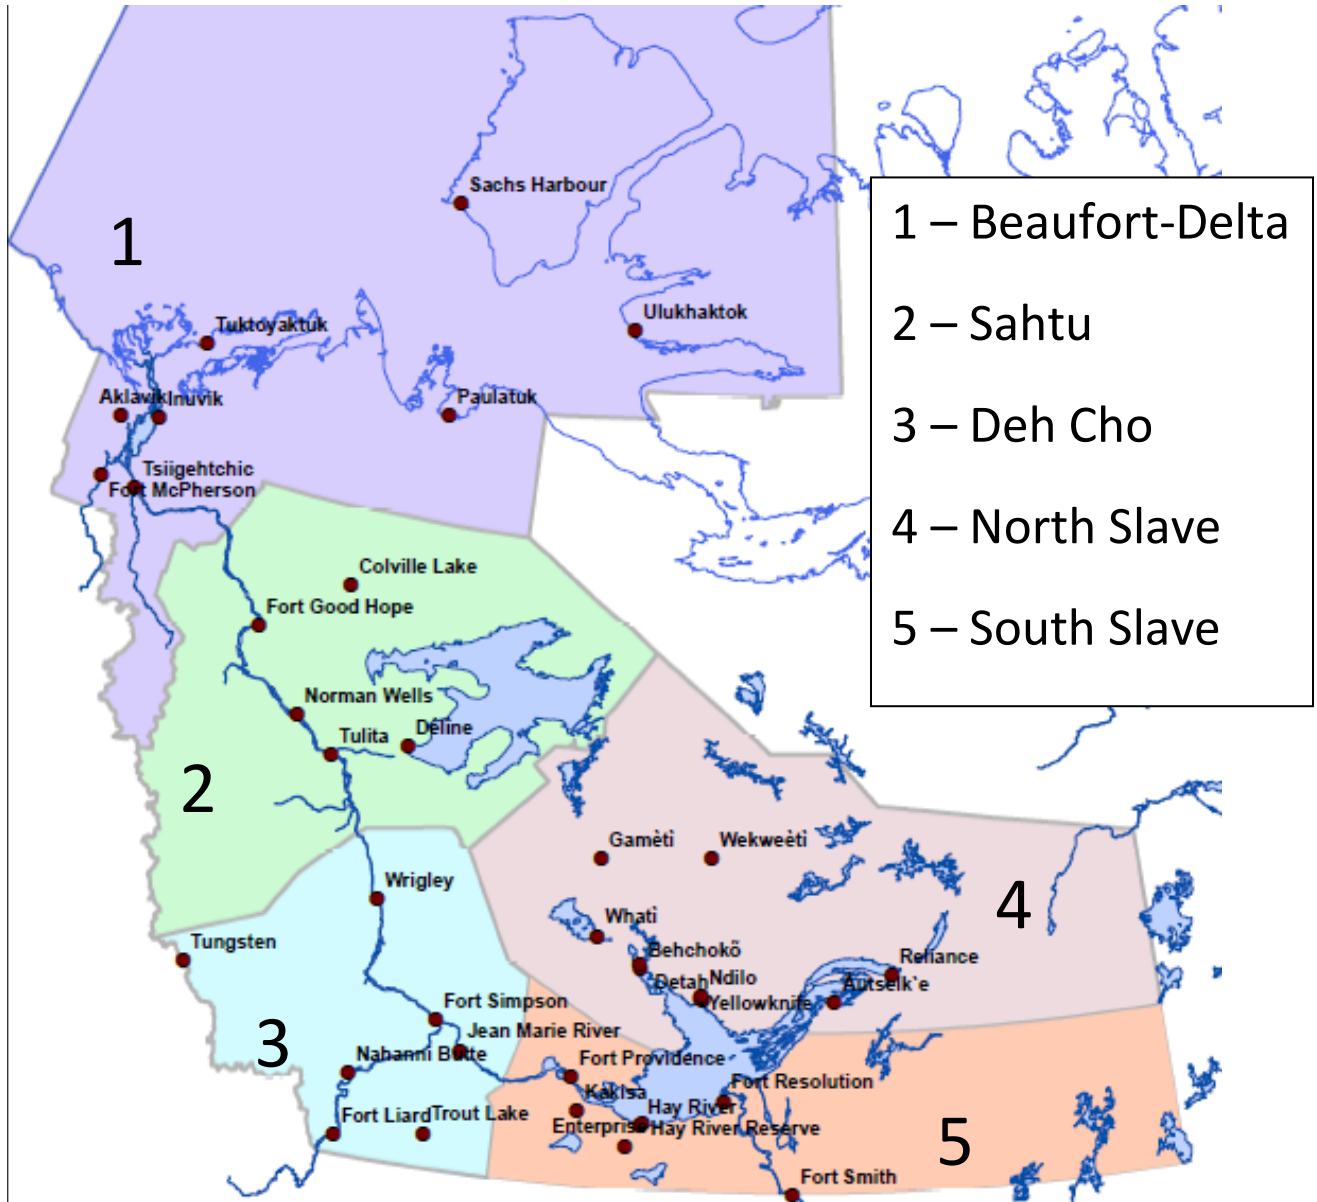 Sachs Harbour
1
1 – Beaufort-Delta
2 – Sahtu
3 – Deh Cho
4 – North Slave
5 – South Slave
Ulukhaktok
Tuktoyaktuk
Aklavik
Inuvik
Paulatuk
Tsiigehtchic
Fort McPherson
Colville Lake
Fort Good Hope
Norman Wells
Déline
Tulita
2
Gamètì
Wekweètì
Wrigley
4
Whatì
Tungsten
Behchokõ
Reliance
Detah
Ndilo
Łutselk`e
Fort Simpson
Yellowknife
Jean Marie River
3
Nahanni Butte
Fort Providence
Fort Resolution
Kakisa
Hay River
Fort Liard
Trout Lake
Enterprise
Hay River Reserve
5
Fort Smith